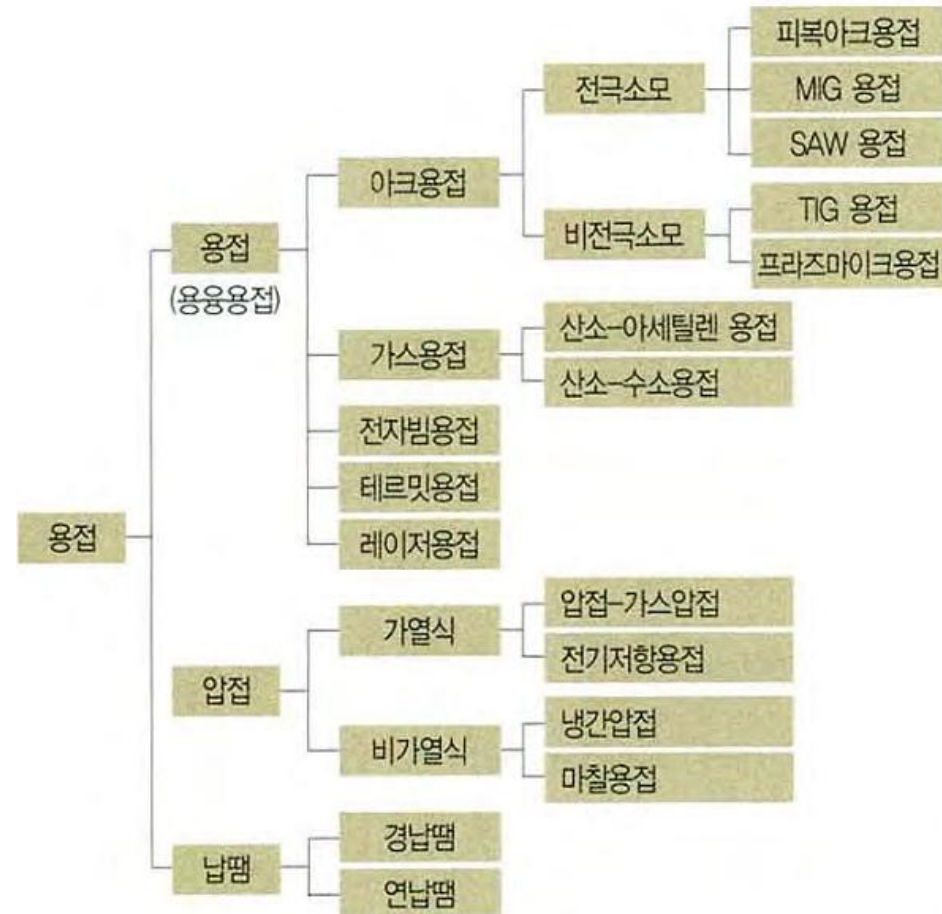 용접
용접
(용융용접)
아크용접
전극소모
피복아크용접
MIG 용접
SAW 용접
비전극소모
TIG 용접
프라즈마이크용접
가스용접
산소-아세틸렌 용접
산소-수소용접
전자빔용접
테르밋용접
레이저용접
압접
가열식
압접-가스압접
전기저항용접
비가열식
냉간압접
마찰용접
납땜
경납땜
연납땜